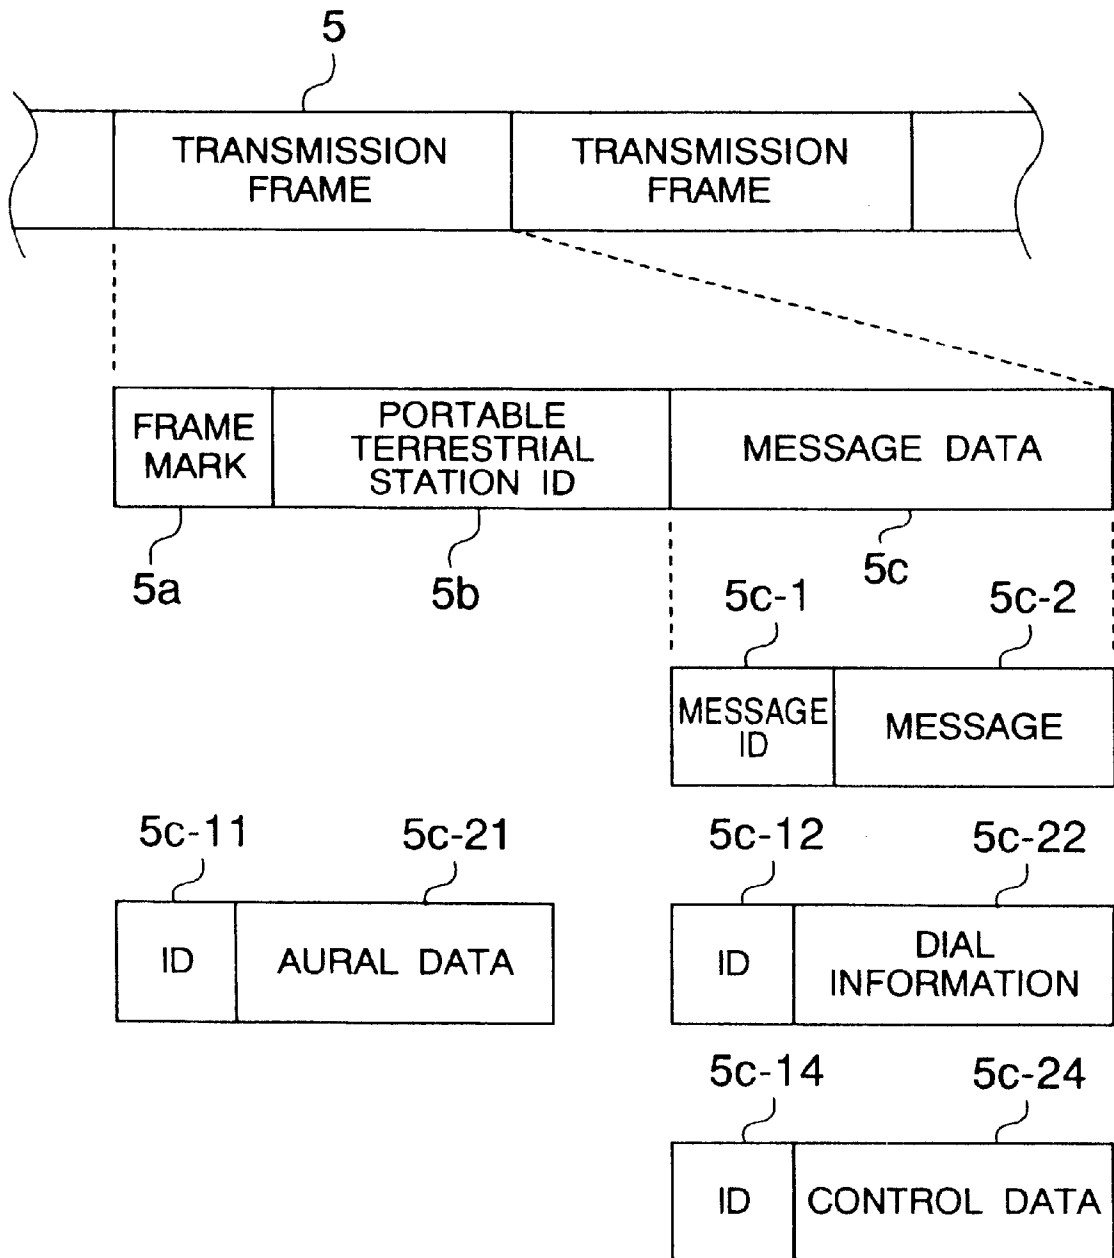 5
TRANSMISSION
FRAME
TRANSMISSION
FRAME
FRAME
MARK
PORTABLE
TERRESTRIAL
STATION ID
MESSAGE DATA
5a
5b
5c
5c-1
5c-2
MESSAGE
ID
MESSAGE
5c-11
5c-21
5c-12
5c-22
ID
AURAL DATA
ID
DIAL
INFORMATION
5c-14
5c-24
ID
CONTROL DATA